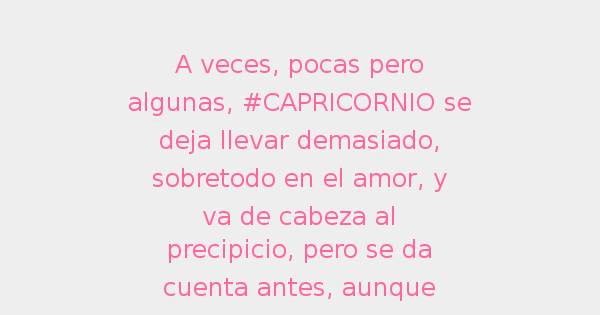 A veces, pocas pero
algunas, #CAPRICORNIO se
deja llevar demasiado,
sobretodo en el amor, y
va de cabeza al
precipicio, pero se da
cuenta antes, aunque